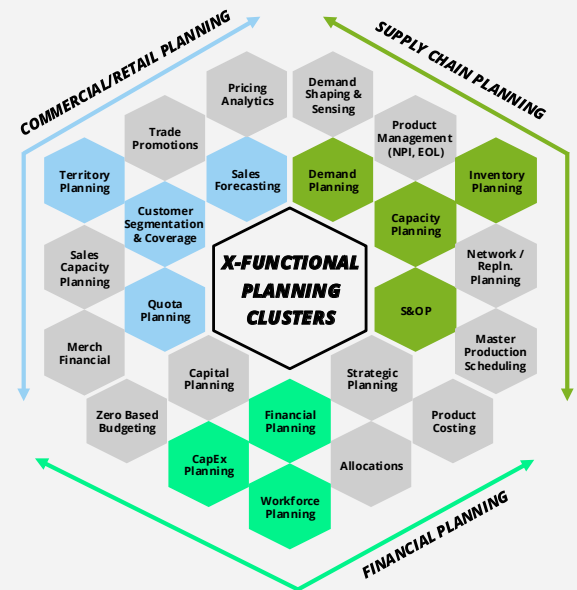 COMMERCIAL/RETAIL PLANNING
SUPPLY CHAIN PLANNING
Pricing
Analytics
Demand
Shaping &
Sensing
Trade
Promotions
Product
Management
(NPI, EOL)
Territory
Planning
Sales
Forecasting
Demand
Planning
Inventory
Planning
Customer
Segmentation
& Coverage
Capacity
Planning
Sales
Capacity
Planning
X-FUNCTIONAL
PLANNING
CLUSTERS
Network /
Repln.
Planning
Quota
Planning
S&OP
Merch
Financial
Master
Production
Scheduling
Capital
Planning
Strategic
Planning
Zero Based
Budgeting
Financial
Planning
Product
Costing
CapEx
Planning
Allocations
Workforce
Planning
FINANCIAL PLANNING